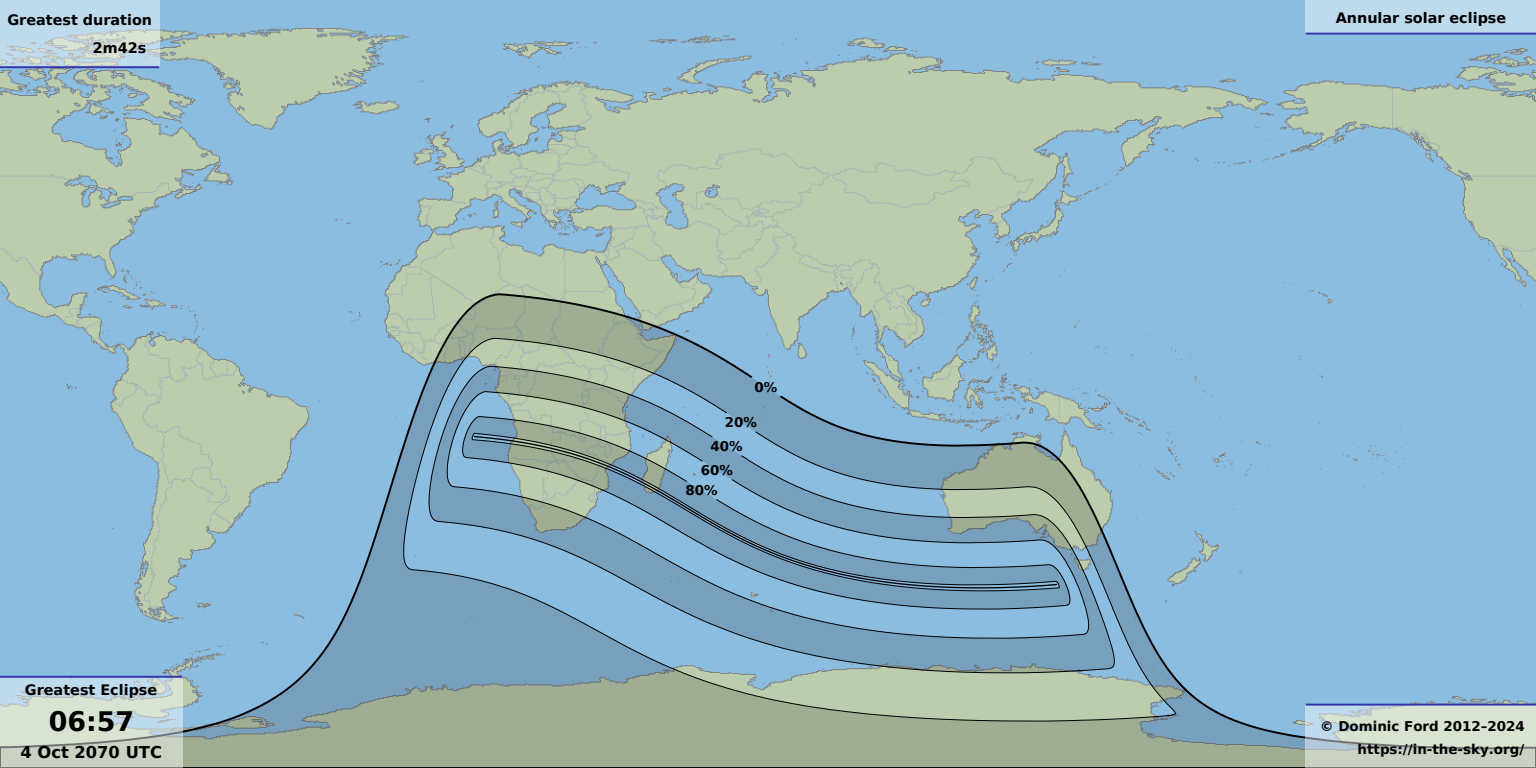 Greatest duration
2m42s
Annular solar eclipse
0%
20%
40%
60%
80%
Greatest Eclipse
06:57
4 Oct 2070 UTC
© Dominic Ford 2012–2024
https://in-the-sky.org/